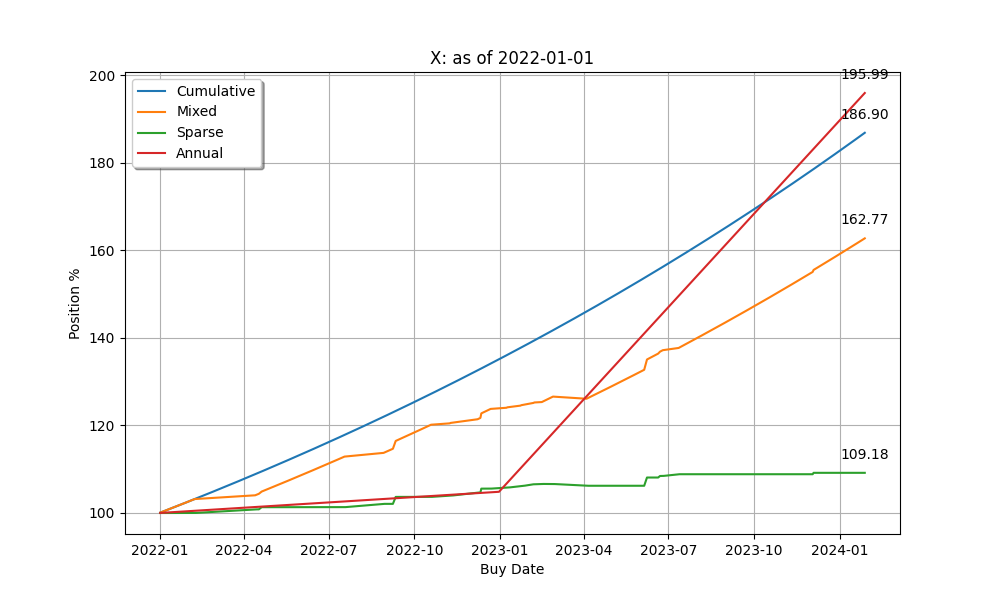 X: as of 2022-01-01
Cumulative
Mixed
Sparse
Annual
195.99
186.90
162.77
109.18
Position %
200
180
160
140
120
100
2022-01 2022-04 2022-07 2022-10 2023-01 2023-04 2023-07 2023-10 2024-01
Buy Date